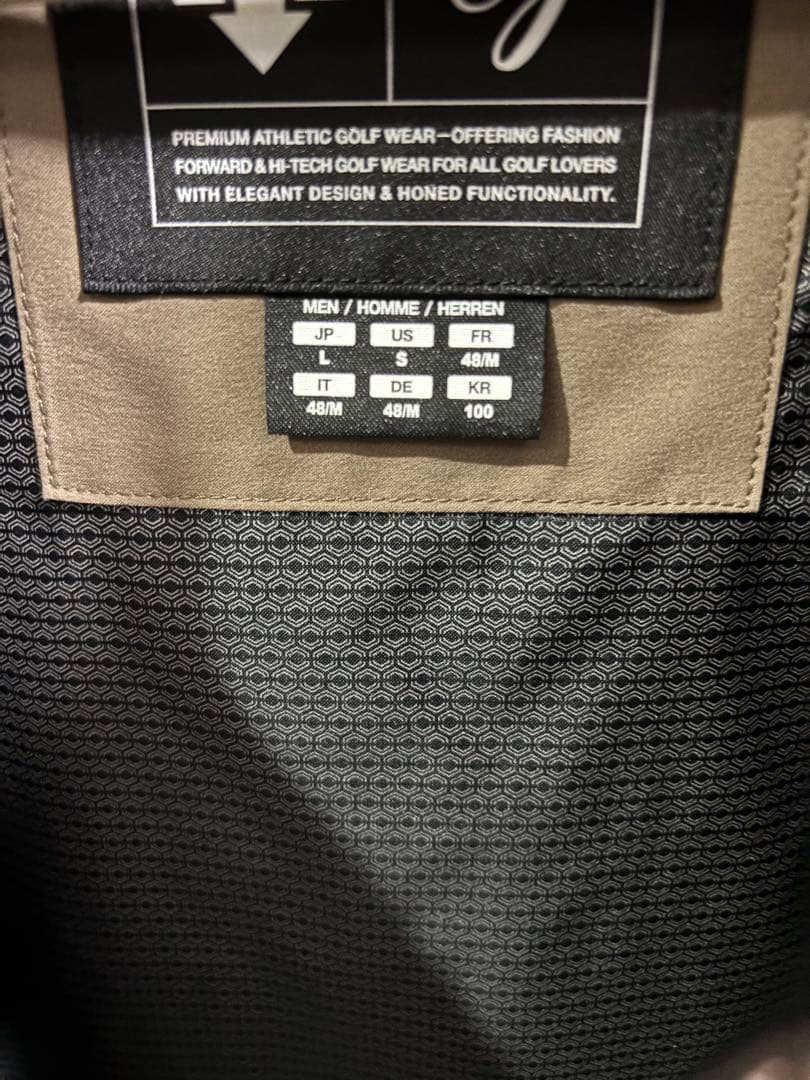 PREMIUM ATHLETIC GOLF WEAR—OFFERING FASHION
FORWARD & HI-TECH GOLF WEAR FOR ALL GOLF LOVERS
WITH ELEGANT DESIGN & HONED FUNCTIONALITY.
MEN / HOMME / HERREN
JP US FR
L S 48/M
IT DE KR
48/M 48/M 100